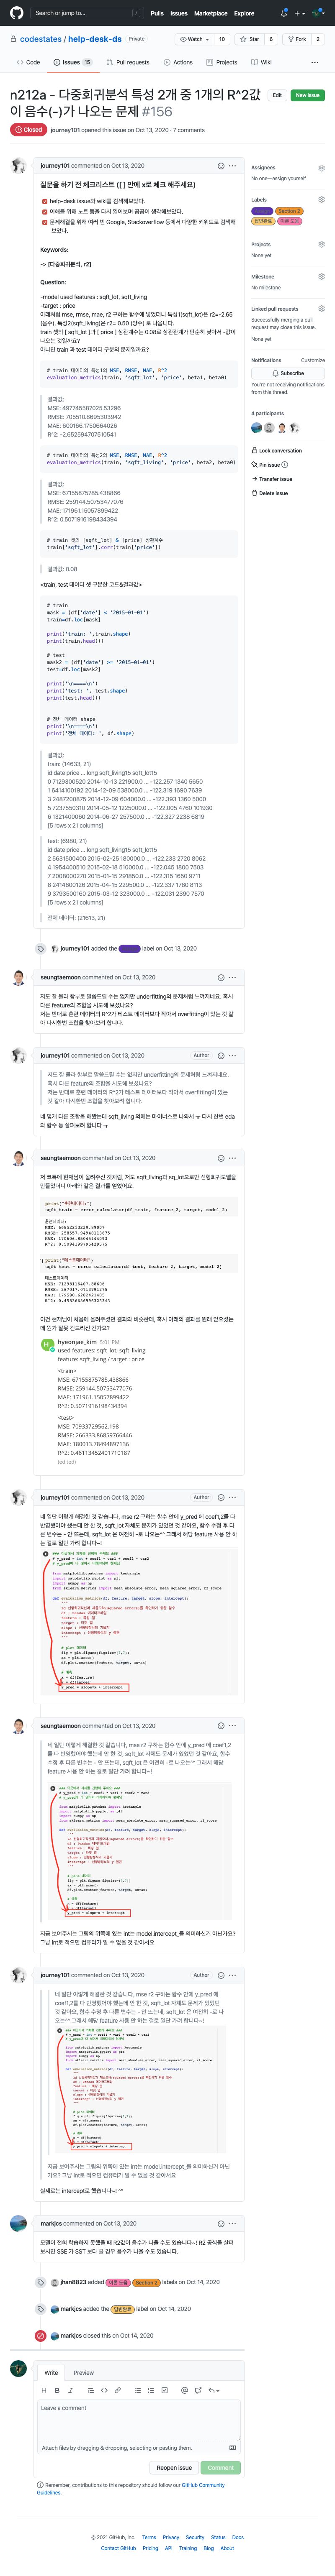 Search or jump to...
Pulls Issues Marketplace Explore
codestates / help-desk-ds Private
Watch 10 Star 6 Fork 2
Code Issues 15 Pull requests Actions Projects Wiki
n212a - 다중회귀분석 특성 2개 중 1개의 R^2값이 음수(-)가 나오는 문제 #156
Edit New issue
Closed journey101 opened this issue on Oct 13, 2020 · 7 comments
journey101 commented on Oct 13, 2020
질문을 하기 전 체크리스트 ([ ] 안에 x로 체크 해주세요)
help-desk issue와 wiki를 검색해보았다.
이해를 위해 노트 등을 다시 읽어보며 곰곰이 생각해보았다.
문제해결을 위해 여러 번 Google, Stackoverflow 등에서 다양한 키워드로 검색해보았다.
Keywords:
-> [다중회귀분석, r2]
Question:
-model used features : sqft_lot, sqft_living
-target : price
아래처럼 mse, rmse, mae, r2 구하는 함수에 넣었더니 특성1(sqft_lot)은 r2=-2.65
(음수), 특성2(sqft_living)은 r2= 0.50 (양수) 로 나옵니다.
train 셋의 [ sqft_lot ]과 [ price ] 상관계수는 0.08로 상관관계가 단순히 낮아서 -값이 나오는 것일까요?
아니면 train 과 test 데이터 구분의 문제일까요?
# train 데이터의 특성1의 MSE, RMSE, MAE, R^2
evaluation_metrics(train, 'sqft_lot', 'price', beta1, beta0)
결과값:
MSE: 497745587025.53296
RMSE: 705510.8695303942
MAE: 600166.1750664026
R^2: -2.662594707510541
# train 데이터의 특성2의 MSE, RMSE, MAE, R^2
evaluation_metrics(train, 'sqft_living', 'price', beta2, beta0)
결과값:
MSE: 67155875785.438866
RMSE: 259144.50753477076
MAE: 171961.15057899422
R^2: 0.5071916198434394
# train 셋의 [sqft_lot] & [price] 상관계수
train['sqft_lot'].corr(train['price'])
결과값: 0.08
<train, test 데이터 셋 구분한 코드&결과값>
# train
mask = (df['date'] < '2015-01-01')
train=df.loc[mask]
print('train: ',train.shape)
print(train.head())
# test
mask2 = (df['date'] >= '2015-01-01')
test=df.loc[mask2]
print('\n====\n')
print('test: ', test.shape)
print(test.head())
# 전체 데이터 shape
print('\n====\n')
print('전체 데이터: ', df.shape)
결과값:
train: (14633, 21)
id date price ... long sqft_living15 sqft_lot15
0 7129300520 2014-10-13 221900.0 ... -122.257 1340 5650
1 6414100192 2014-12-09 538000.0 ... -122.319 1690 7639
3 2487200875 2014-12-09 604000.0 ... -122.393 1360 5000
5 7237550310 2014-05-12 1225000.0 ... -122.005 4760 101930
6 1321400060 2014-06-27 257500.0 ... -122.327 2238 6819
[5 rows x 21 columns]
test: (6980, 21)
id date price ... long sqft_living15 sqft_lot15
2 5631500400 2015-02-25 180000.0 ... -122.233 2720 8062
4 1954400510 2015-02-18 510000.0 ... -122.045 1800 7503
7 2008000270 2015-01-15 291850.0 ... -122.315 1650 9711
8 2414600126 2015-04-15 229500.0 ... -122.337 1780 8113
9 3793500160 2015-03-12 323000.0 ... -122.031 2390 7570
[5 rows x 21 columns]
전체 데이터: (21613, 21)
journey101 added the label on Oct 13, 2020
seungtaemoon commented on Oct 13, 2020
저도 잘 몰라 함부로 말씀드릴 수는 없지만 underfitting의 문제처럼 느껴지네요. 혹시 다른 feature의 조합을 시도해 보셨나요?
저는 반대로 훈련 데이터의 R^2가 테스트 데이터보다 작아서 overfitting이 있는 것 같아 다시한번 조합을 찾아보려 합니다.
journey101 commented on Oct 13, 2020 Author
저도 잘 몰라 함부로 말씀드릴 수는 없지만 underfitting의 문제처럼 느껴지네요.
혹시 다른 feature의 조합을 시도해 보셨나요?
저는 반대로 훈련 데이터의 R^2가 테스트 데이터보다 작아서 overfitting이 있는 것 같아 다시한번 조합을 찾아보려 합니다.
네 몇개 다른 조합을 해봤는데 sqft_living 외에는 마이너스로 나와서 ㅠ 다시 한번 eda와 함수 등 살펴보려 합니다 ㅠ
seungtaemoon commented on Oct 13, 2020
저 코톡에 현재님이 올려주신 것처럼, 저도 sqft_living과 sq_lot으로만 선형회귀모델을 만들었더니 아래와 같은 결과를 얻었어요.
print("훈련데이터:")
sqft_train = error_calculator(df_train, feature_2, target, model_2)
훈련데이터:
print("테스트데이터")
sqft_test = error_calculator(df_test, feature_2, target, model_2)
테스트데이터
이건 현재님이 처음에 올려주셨던 결과와 비슷한데, 혹시 아래의 결과를 원래 얻으셨는데 뭔가 잘못 건드리신 건가요?
hyeonjae_kim 5:01 PM
used features: sqft_lot, sqft_living
feature: sqft_living / target : price
<train>
MSE: 67155875785.438866
RMSE: 259144.50753477076
MAE: 171961.15057899422
R^2: 0.5071916198434394
<test>
MSE: 70933729562.198
RMSE: 266333.86859766446
MAE: 180013.78494897136
R^2: 0.46113452401710187
(edited)
journey101 commented on Oct 13, 2020 Author
네 일단 이렇게 해결한 것 같습니다, mse r2 구하는 함수 안에 y_pred 에 coef1,2를 다 반영했어야 했는데 안 한 것, sqft_lot 자체도 문제가 있었던 것 같아요, 함수 수정 후 다른 변수는 - 안 뜨는데, sqft_lot 은 여전히 -로 나오는^^ 그래서 해당 feature 사용 안 하는 걸로 일단 가려 합니다~!
seungtaemoon commented on Oct 13, 2020
네 일단 이렇게 해결한 것 같습니다, mse r2 구하는 함수 안에 y_pred 에 coef1,2를 다 반영했어야 했는데 안 한 것, sqft_lot 자체도 문제가 있었던 것 같아요, 함수 수정 후 다른 변수는 - 안 뜨는데, sqft_lot 은 여전히 -로 나오는^^ 그래서 해당 feature 사용 안 하는 걸로 일단 가려 합니다~!
지금 보여주시는 그림의 위쪽에 있는 int는 model.intercept_를 의미하신거 아닌가요?
그냥 int로 적으면 컴퓨터가 알 수 없을 것 같아서요
journey101 commented on Oct 13, 2020 Author
네 일단 이렇게 해결한 것 같습니다, mse r2 구하는 함수 안에 y_pred 에 coef1,2를 다 반영했어야 했는데 안 한 것, sqft_lot 자체도 문제가 있었던 것 같아요, 함수 수정 후 다른 변수는 - 안 뜨는데, sqft_lot 은 여전히 -로 나오는^^ 그래서 해당 feature 사용 안 하는 걸로 일단 가려 합니다~!
지금 보여주시는 그림의 위쪽에 있는 int는 model.intercept_를 의미하신거 아닌가요? 그냥 int로 적으면 컴퓨터가 알 수 없을 것 같아서요
실제로는 intercept로 했습니다~! ^^
markjcs commented on Oct 13, 2020
모델이 전혀 학습하지 못했을 때 R2값이 음수가 나올 수도 있습니다~! R2 공식을 살펴보시면 SSE 가 SST 보다 클 경우 음수가 나올 수도 있습니다.
jhan8823 added 이론 도움 Section 2 labels on Oct 14, 2020
markjcs added the 답변완료 label on Oct 14, 2020
markjcs closed this on Oct 14, 2020
Write Preview
Leave a comment
Attach files by dragging & dropping, selecting or pasting them.
Reopen issue Comment
Remember, contributions to this repository should follow our GitHub Community Guidelines.
Assignees
No one—assign yourself
Labels
Section 2
답변완료 이론 도움
Projects
None yet
Milestone
No milestone
Linked pull requests
Successfully merging a pull request may close this issue.
None yet
Notifications Customize
Subscribe
You're not receiving notifications from this thread.
4 participants
Lock conversation
Pin issue
Transfer issue
Delete issue
© 2021 GitHub, Inc. Terms Privacy Security Status Docs
Contact GitHub Pricing API Training Blog About